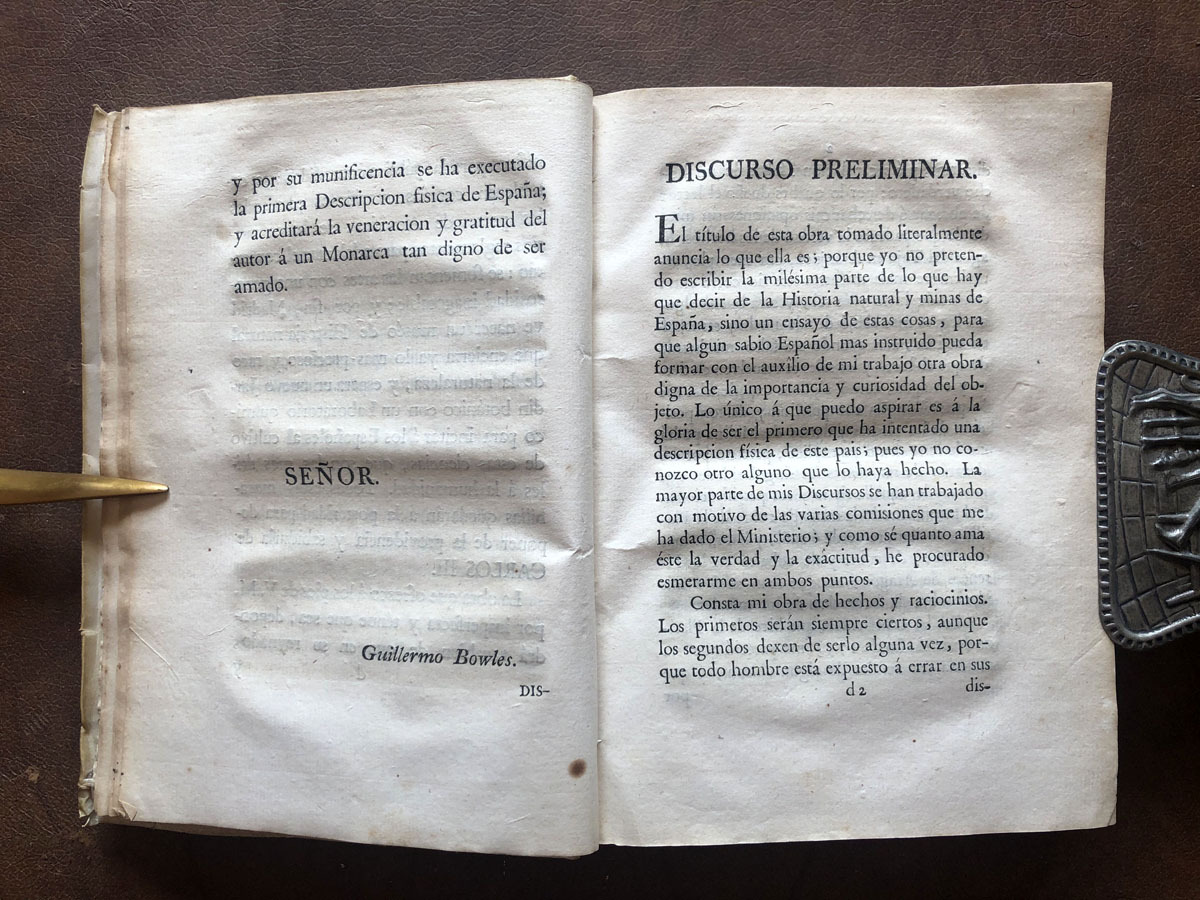 y por su munificencia se ha executado
la primera Descripcion fisica de España;
y acreditará la veneracion y gratitud del
autor á un Monarca tan digno de ser
amado.
SEÑOR.
Guillermo Bowles.
DIS-
DISCURSO PRELIMINAR.
El título de esta obra tomado literalmente
anuncia lo que ella es; porque yo no preten-
do escribir la milésima parte de lo que hay
que decir de la Historia natural y minas de
España, sino un ensayo de estas cosas, para
que algun sabio Español mas instruido pueda
formar con el auxîlio de mi trabajo otra obra
digna de la importancia y curiosidad del ob-
jeto. Lo único á que puedo aspirar es á la
gloria de ser el primero que ha intentado una
descripcion física de este pais; pues yo no co-
nozco otro alguno que lo haya hecho. La
mayor parte de mis Discursos se han trabajado
con motivo de las varias comisiones que me
ha dado el Ministerio; y como sé quanto ama
éste la verdad y la exâctitud, he procurado
esmerarme en ambos puntos.
Consta mi obra de hechos y raciocinios.
Los primeros serán siempre ciertos, aunque
los segundos dexen de serlo alguna vez, por-
que todo hombre está expuesto á errar en sus
d 2
dis-